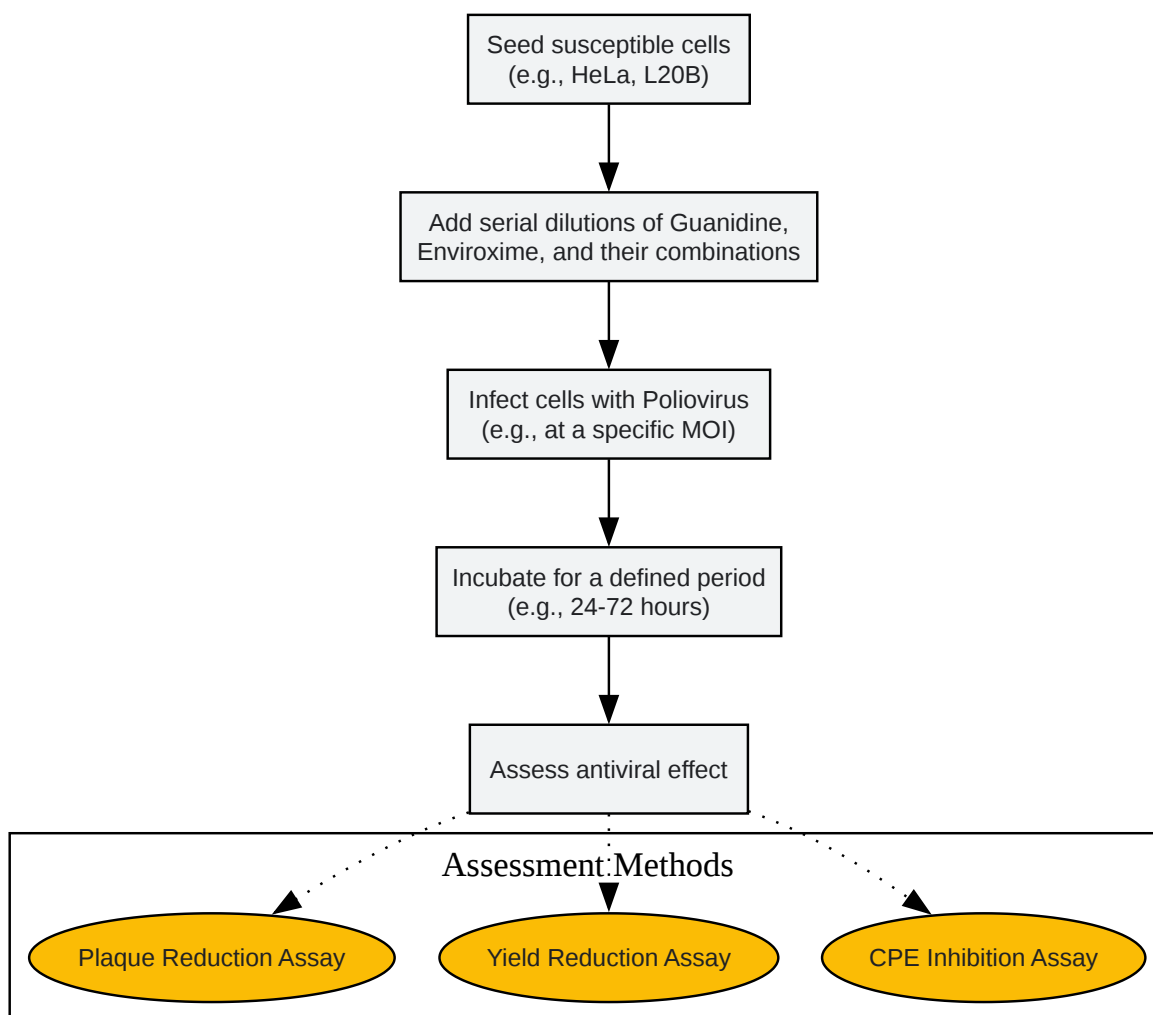 Seed susceptible cells
(e.g., HeLa, L20B)
Add serial dilutions of Guanidine,
Enviroxime, and their combinations
Infect cells with Poliovirus
(e.g., at a specific MOI)
Incubate for a defined period
(e.g., 24-72 hours)
Assess antiviral effect
Assessment Methods
Plaque Reduction Assay
Yield Reduction Assay
CPE Inhibition Assay